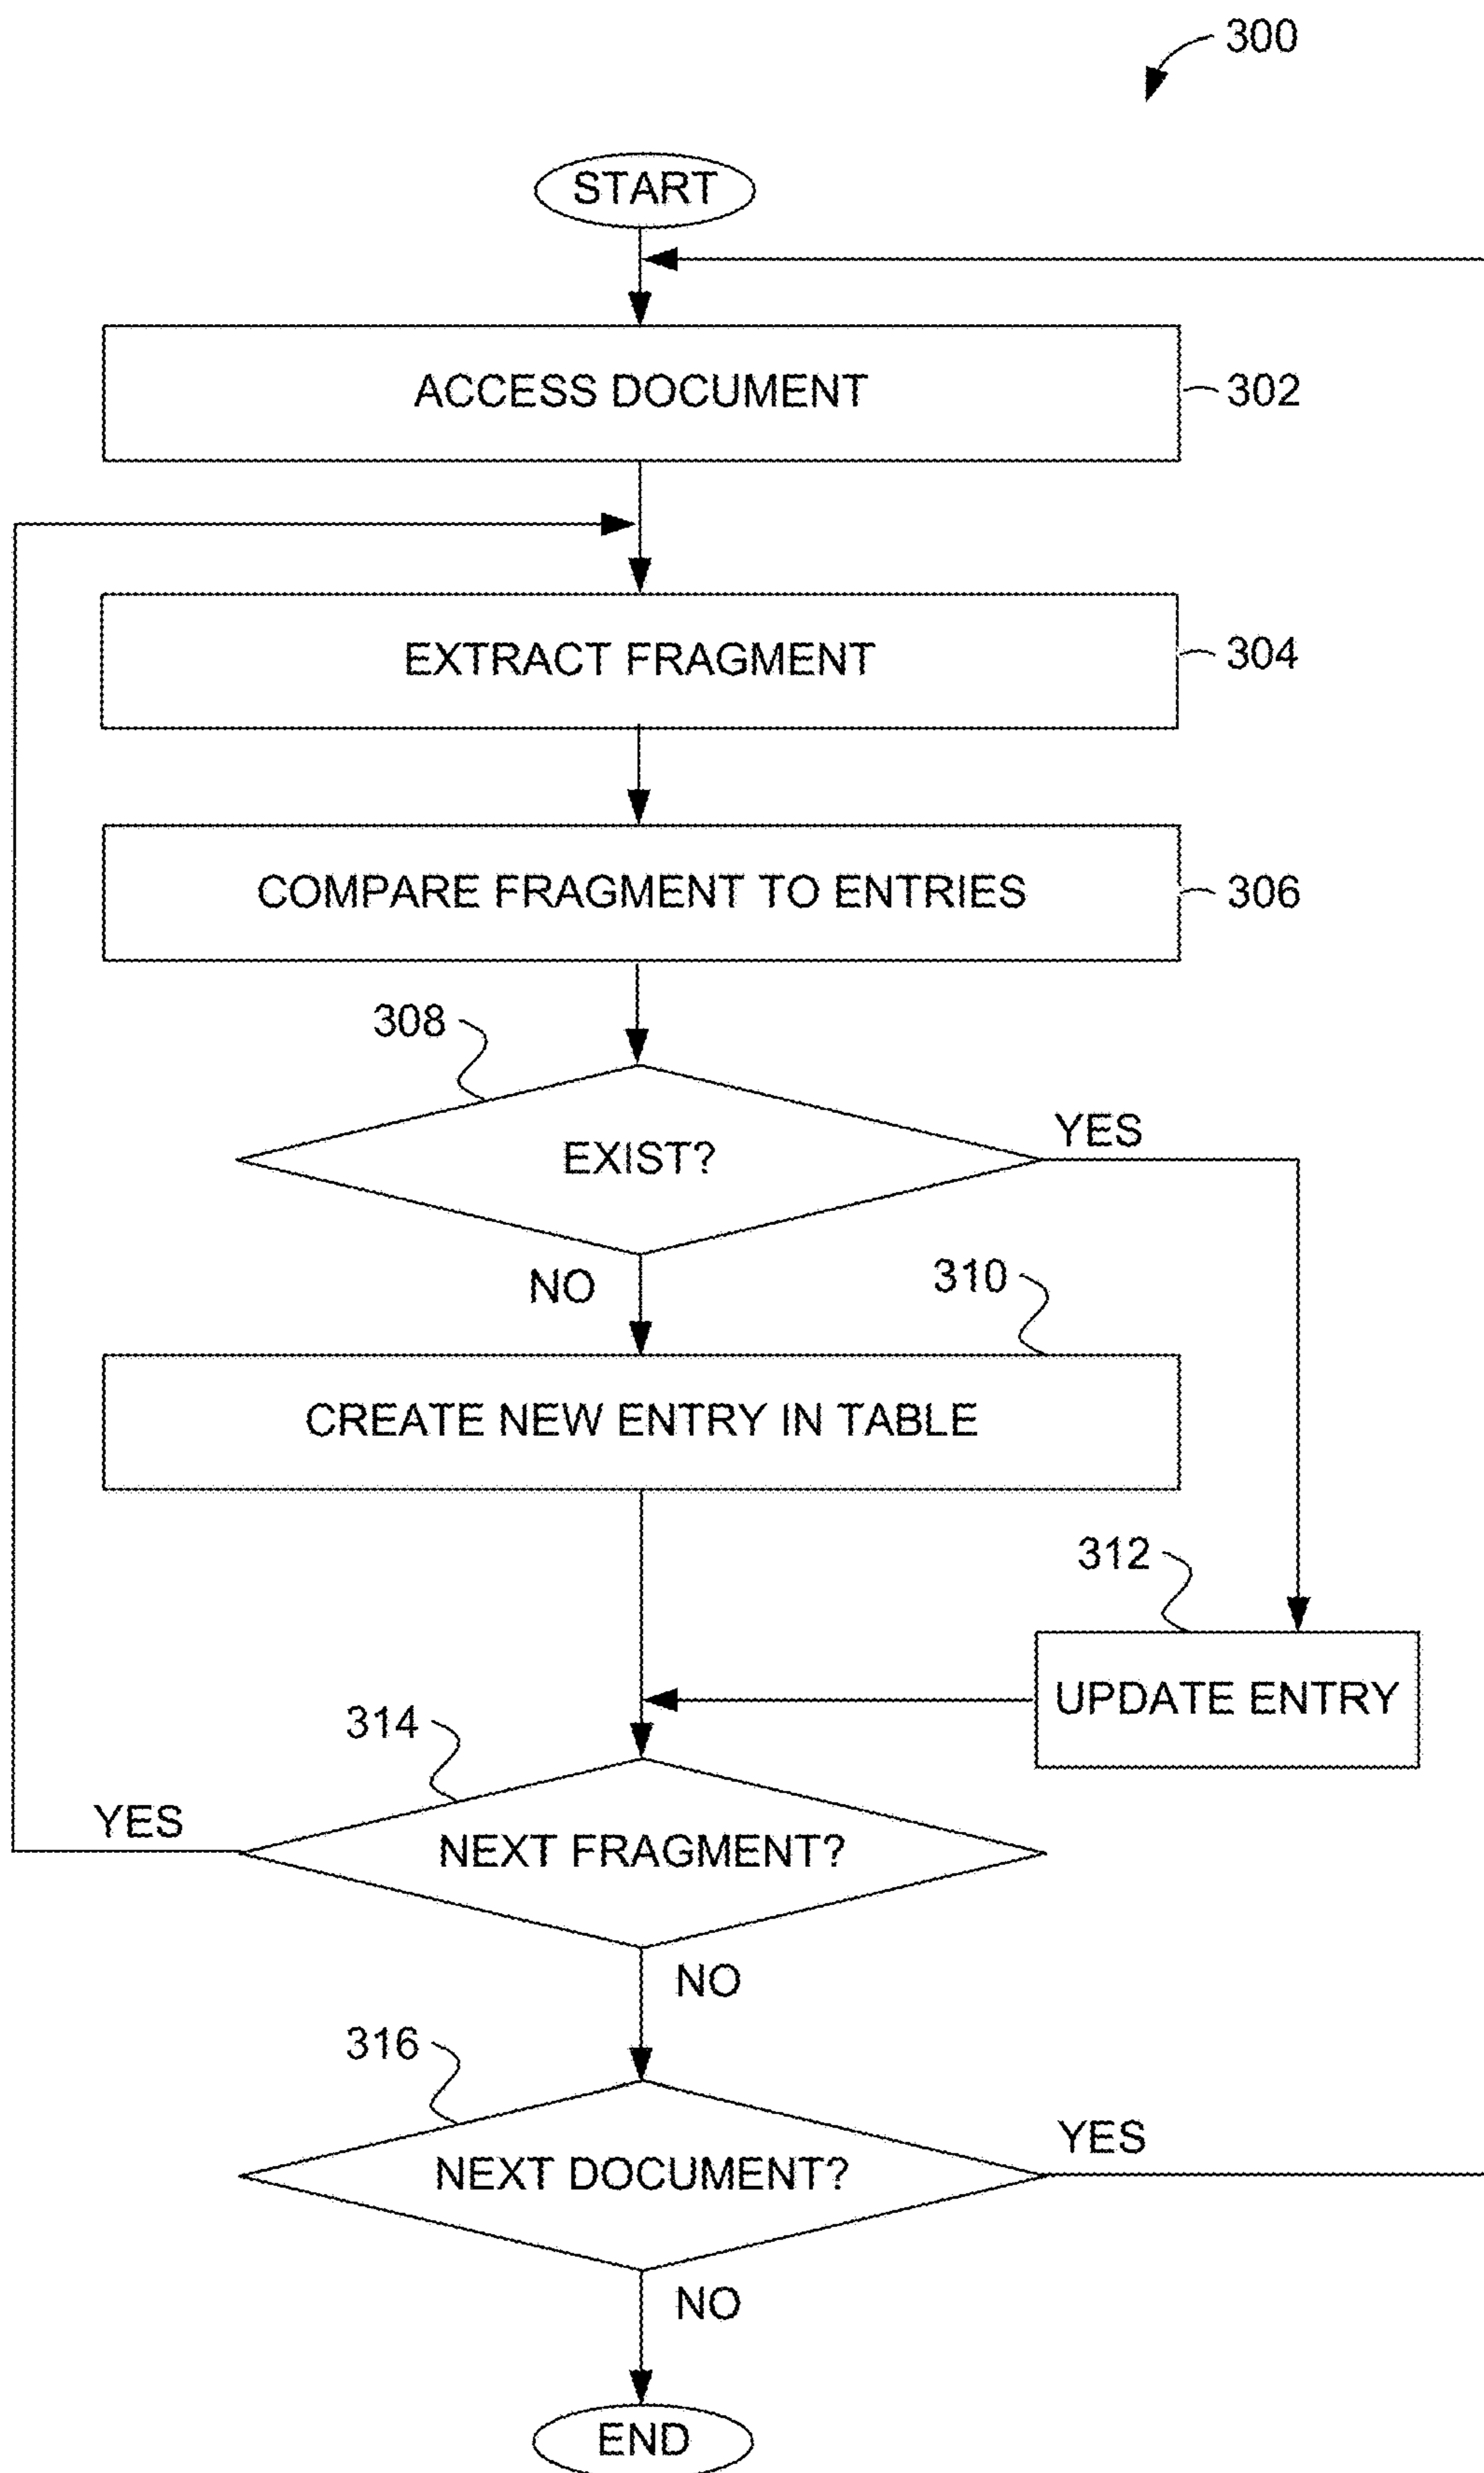 300
START
ACCESS DOCUMENT
302
EXTRACT FRAGMENT
304
COMPARE FRAGMENT TO ENTRIES
306
308
EXIST?
YES
NO
310
CREATE NEW ENTRY IN TABLE
312
UPDATE ENTRY
314
YES
NEXT FRAGMENT?
NO
316
NEXT DOCUMENT?
YES
NO
END